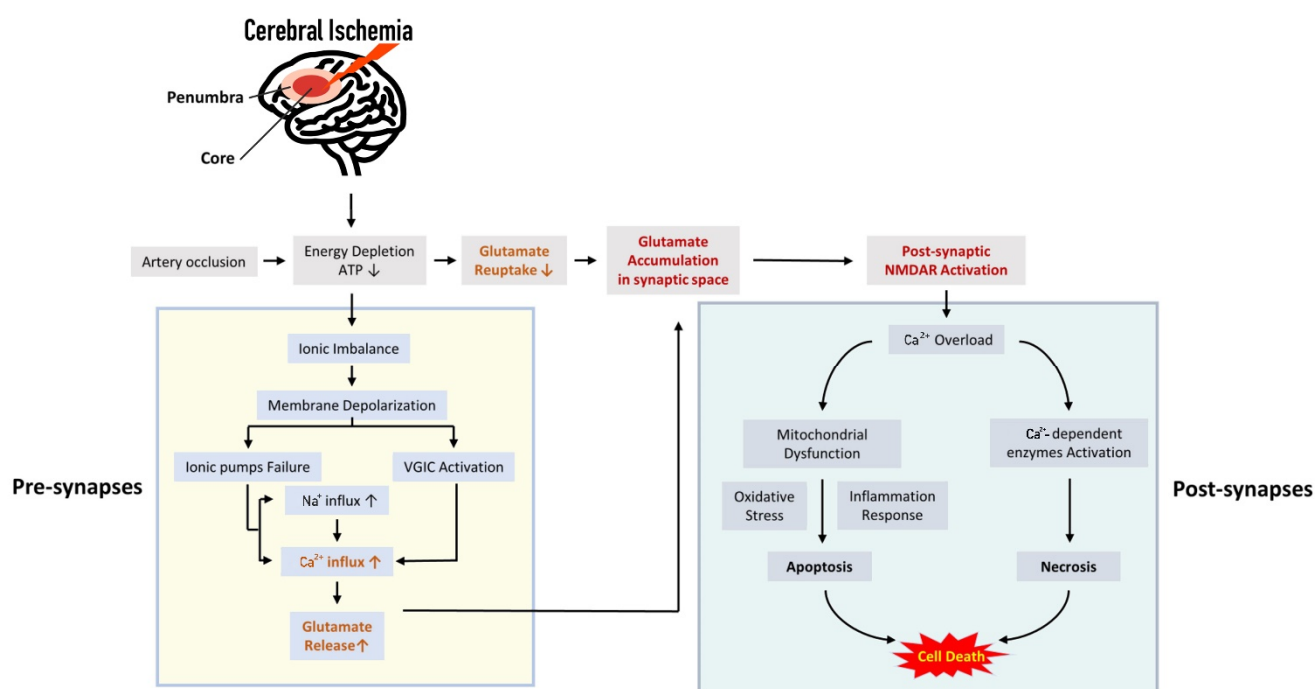 Cerebral Ischemia
Penumbra
Core
Artery occlusion
Energy Depletion
ATP ↓
Glutamate
Reuptake ↓
Glutamate
Accumulation
in synaptic space
Post-synaptic
NMDAR Activation
Pre-synapses
Ionic Imbalance
Membrane Depolarization
Ionic pumps Failure
VGIC Activation
Na⁺ influx ↑
Ca²⁺ influx ↑
Glutamate
Release↑
Ca²⁺ Overload
Mitochondrial
Dysfunction
Ca²⁺- dependent
enzymes Activation
Oxidative
Stress
Inflammation
Response
Apoptosis
Necrosis
Cell Death
Post-synapses